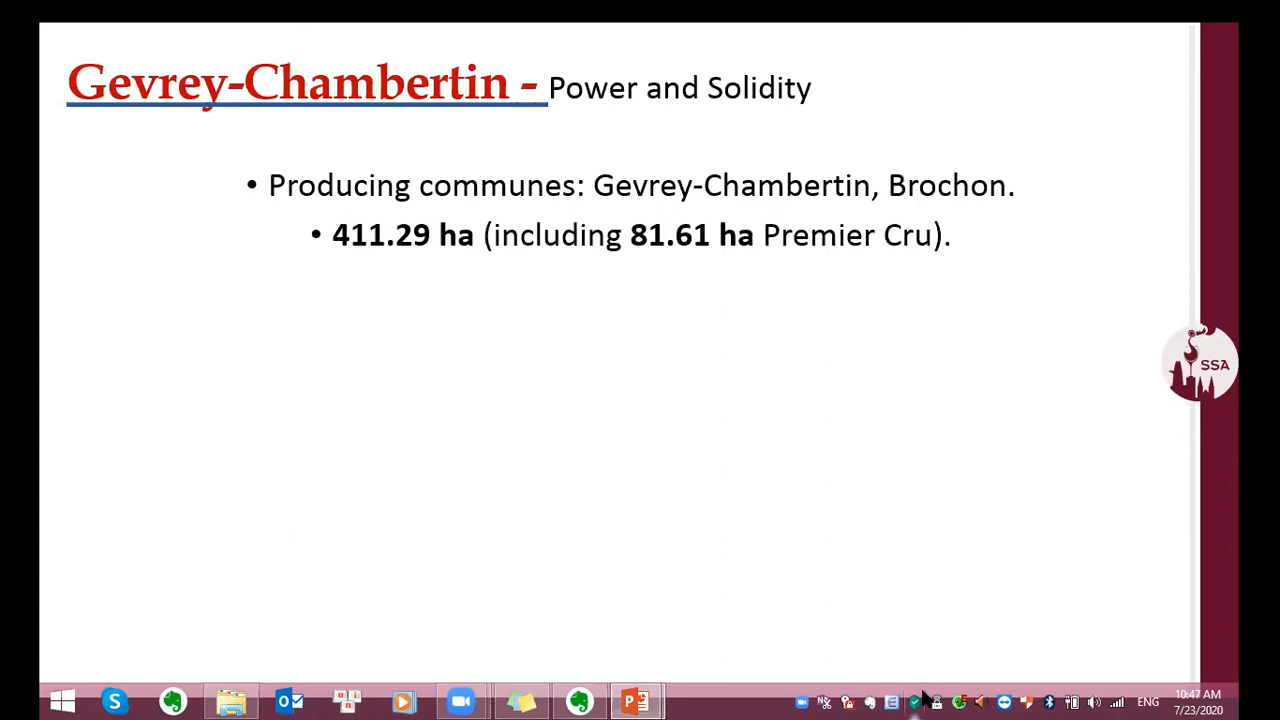 Gevrey-Chambertin - Power and Solidity
• Producing communes: Gevrey-Chambertin, Brochon.
• 411.29 ha (including 81.61 ha Premier Cru).
SSA
ENG
10:47 AM
7/23/2020